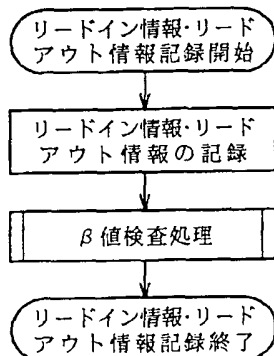 リードイン情報・リード
アウト情報記録開始
リードイン情報・リード
アウト情報の記録
β値検査処理
リードイン情報・リード
アウト情報記録終了